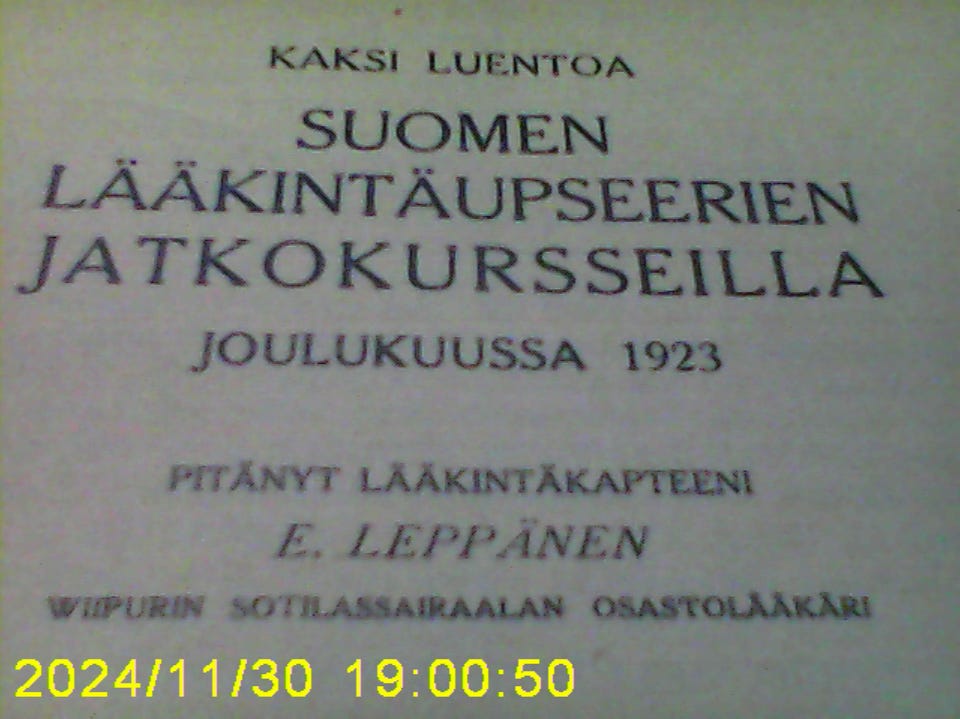 KAKSI LUENTOA
SUOMEN
LÄÄKINTÄUPSEERIEN
JATKOKURSSEILLA
JOULUKUUSSA 1923
PITÄNYT LÄÄKINTÄKAPTEENI
E. LEPPÄNEN
WIIPURIN SOTILASSAIRAALAN OSASTOLÄÄKÄRI
2024/11/30 19:00:50